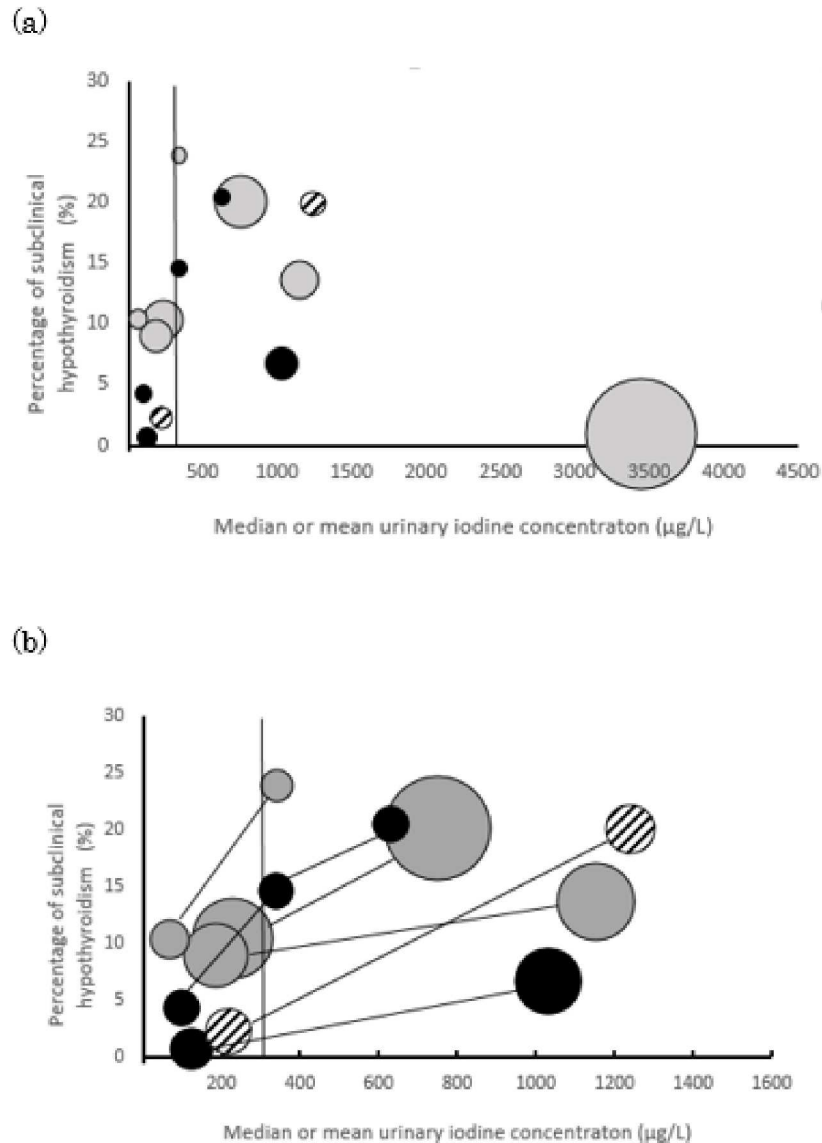 (a)
30
25
20
15
10
5
0
Percentage of subclinical
hypothyroidism (%)
500 1000 1500 2000 2500 3000 3500 4000 4500
Median or mean urinary iodine concentraton (μg/L)
(b)
30
25
20
15
10
5
0
Percentage of subclinical
hypothyroidism (%)
200 400 600 800 1000 1200 1400 1600
Median or mean urinary iodine concentraton (μg/L)